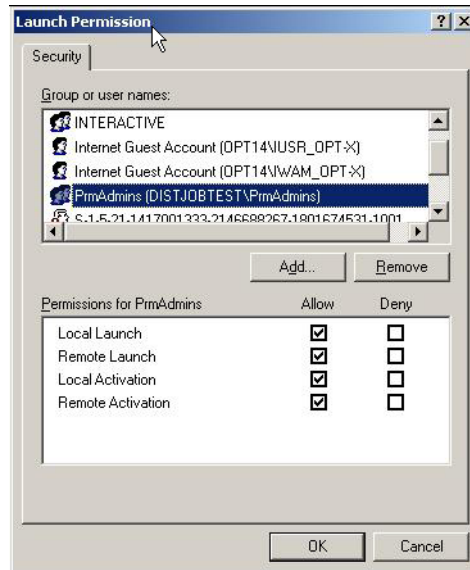 Launch Permission
Security
Group or user names:
INTERACTIVE
Internet Guest Account (OPT14\IUSR_OPT-X)
Internet Guest Account (OPT14\IWAM_OPT-X)
PrmAdmins (DISTJOBTEST\PrmAdmins)
S-1-5-21-1417001333-2146688267-1801674531-1001
Add... Remove
Permissions for PrmAdmins Allow Deny
Local Launch
Remote Launch
Local Activation
Remote Activation
OK Cancel